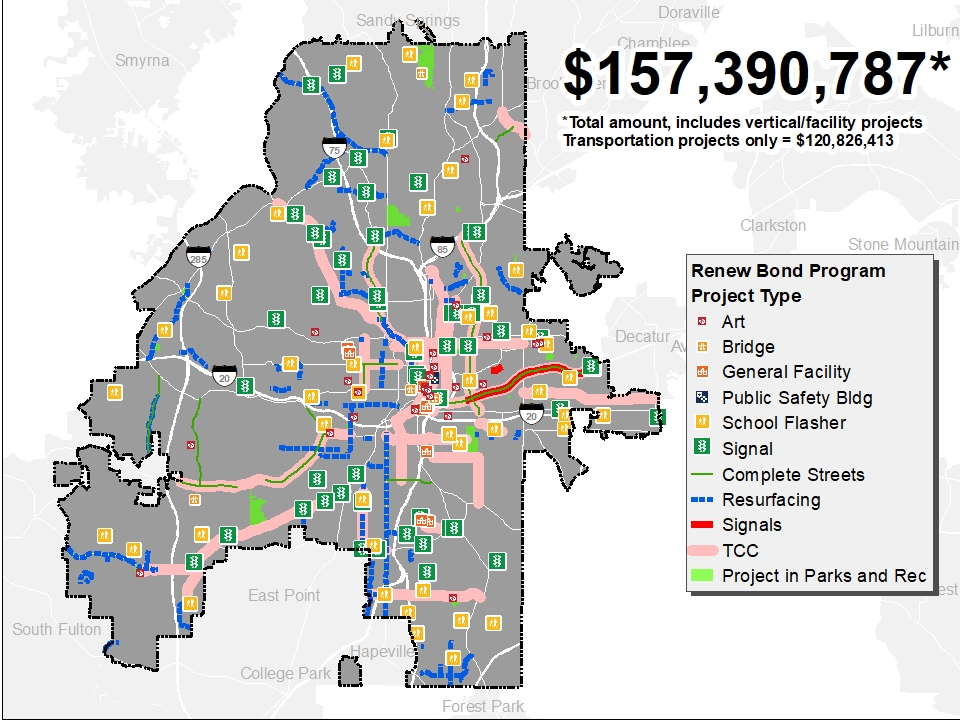 Sandy Springs
Doraville
Lilburn
Chamblee
Smyrna
Broo
$157,390,787*
*Total amount, includes vertical/facility projects
Transportation projects only = $120,826,413
75
Clarkston
Stone Mountain
85
285
Renew Bond Program
Project Type
Art
Bridge
General Facility
Public Safety Bldg
School Flasher
Signal
Complete Streets
Resurfacing
Signals
TCC
Project in Parks and Rec
Decatur
Av
20
20
East Point
South Fulton
Hapeville
College Park
Forest Park
est